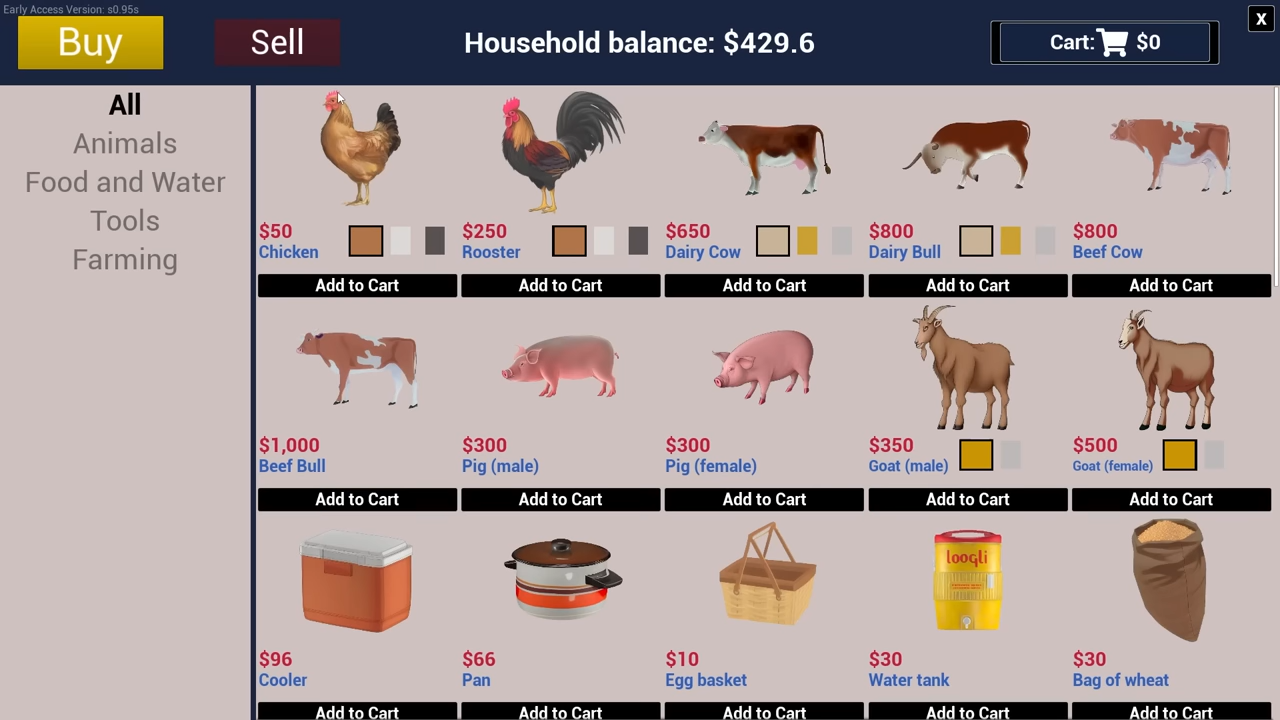 Early Access Version: s0.95s
Buy
Sell
Household balance: $429.6
Cart: $0
X
All
Animals
Food and Water
Tools
Farming
$50
Chicken
$250
Rooster
$650
Dairy Cow
$800
Dairy Bull
$800
Beef Cow
Add to Cart
Add to Cart
Add to Cart
Add to Cart
Add to Cart
$1,000
Beef Bull
$300
Pig (male)
$300
Pig (female)
$350
Goat (male)
$500
Goat (female)
Add to Cart
Add to Cart
Add to Cart
Add to Cart
Add to Cart
loogli
$96
Cooler
$66
Pan
$10
Egg basket
$30
Water tank
$30
Bag of wheat
Add to Cart
Add to Cart
Add to Cart
Add to Cart
Add to Cart